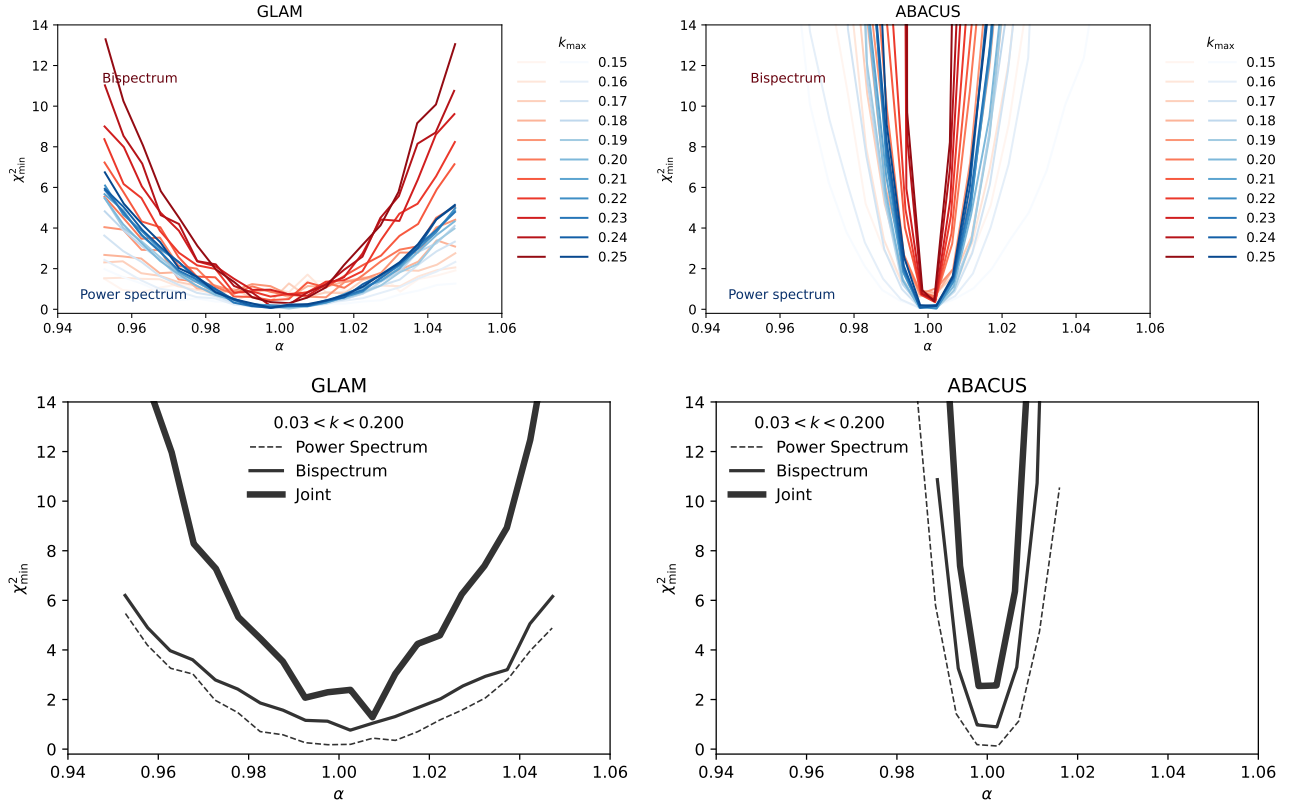 GLAM
14
12
10
8
6
4
2
0
χ²min
Bispectrum
Power spectrum
0.94 0.96 0.98 1.00 1.02 1.04 1.06
α
kmax
0.15
0.16
0.17
0.18
0.19
0.20
0.21
0.22
0.23
0.24
0.25
ABACUS
14
12
10
8
6
4
2
0
χ²min
Bispectrum
Power spectrum
0.94 0.96 0.98 1.00 1.02 1.04 1.06
α
kmax
0.15
0.16
0.17
0.18
0.19
0.20
0.21
0.22
0.23
0.24
0.25
GLAM
14
12
10
8
6
4
2
0
χ²min
0.03 < k < 0.200
Power Spectrum
Bispectrum
Joint
0.94 0.96 0.98 1.00 1.02 1.04 1.06
α
ABACUS
14
12
10
8
6
4
2
0
χ²min
0.03 < k < 0.200
Power Spectrum
Bispectrum
Joint
0.94 0.96 0.98 1.00 1.02 1.04 1.06
α